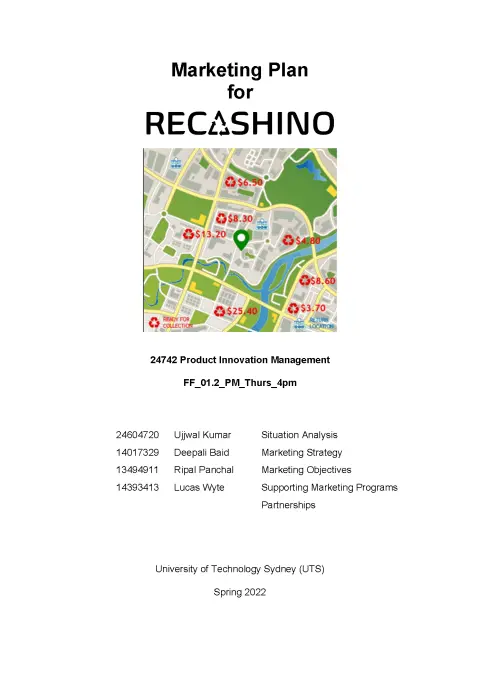 Marketing Plan
for
RECASHINO
$6.50
$8.30
$13.20
$4.80
$8.60
$3.70
$25.40
READY FOR
COLLECTION
RETURN
LOCATION
24742 Product Innovation Management
FF_01.2_PM_Thurs_4pm
24604720 Ujjwal Kumar Situation Analysis
14017329 Deepali Baid Marketing Strategy
13494911 Ripal Panchal Marketing Objectives
14393413 Lucas Wyte Supporting Marketing Programs
Partnerships
University of Technology Sydney (UTS)
Spring 2022